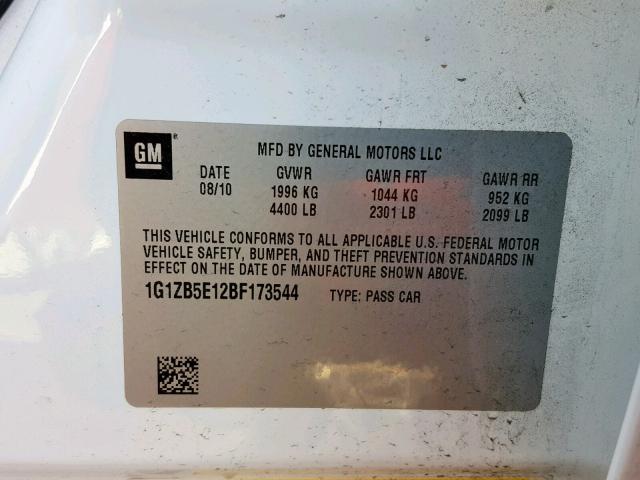 GM
MFD BY GENERAL MOTORS LLC
DATE GVWR GAWR FRT GAWR RR
08/10 1996 KG 1044 KG 952 KG
4400 LB 2301 LB 2099 LB
THIS VEHICLE CONFORMS TO ALL APPLICABLE U.S. FEDERAL MOTOR
VEHICLE SAFETY, BUMPER, AND THEFT PREVENTION STANDARDS IN
EFFECT ON THE DATE OF MANUFACTURE SHOWN ABOVE.
1G1ZB5E12BF173544 TYPE: PASS CAR